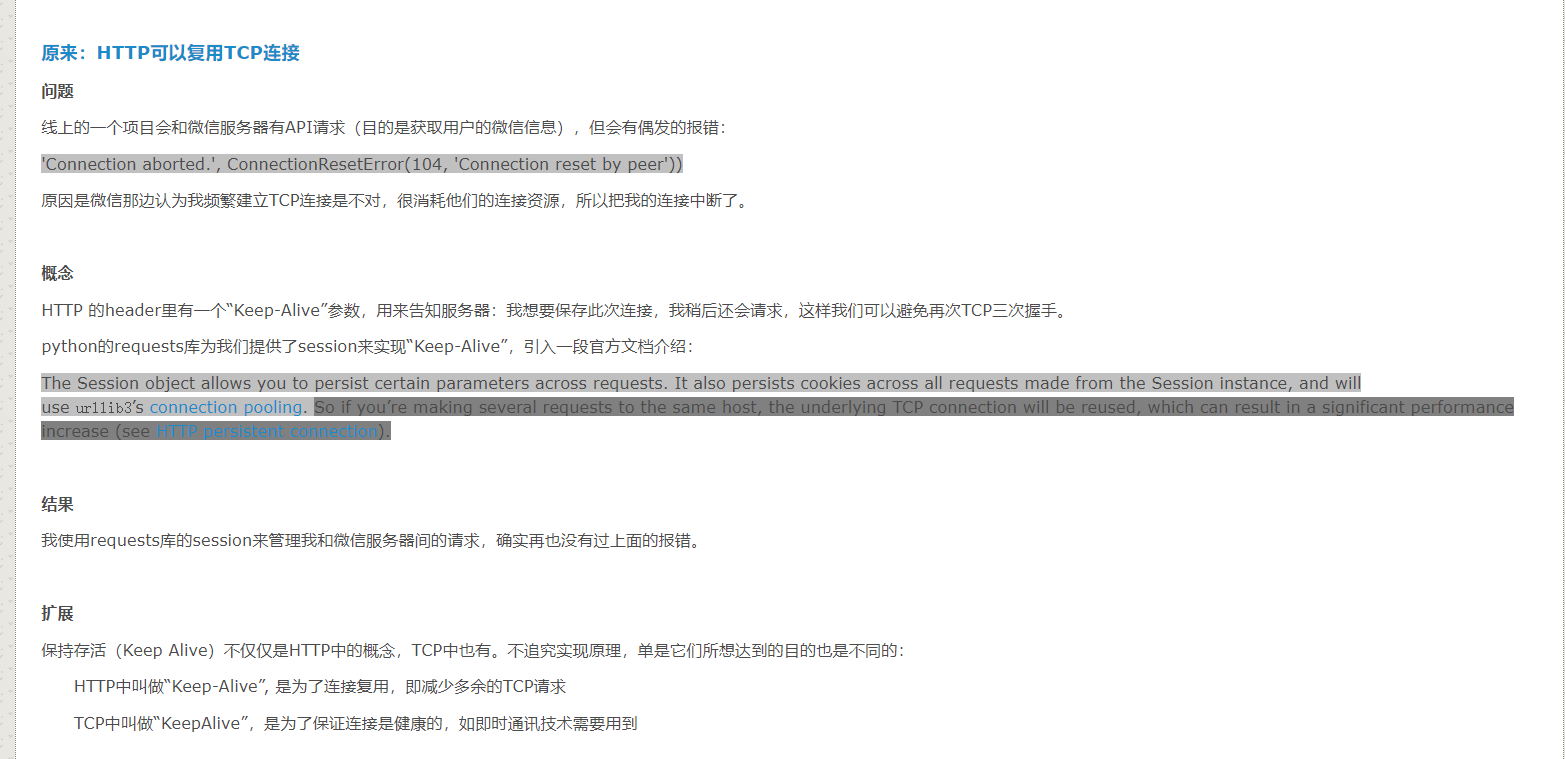 原来：HTTP可以复用TCP连接
问题
线上的一个项目会和微信服务器有API请求（目的是获取用户的微信信息），但会有偶发的报错：
'Connection aborted.', ConnectionResetError(104, 'Connection reset by peer'))
原因是微信那边认为我频繁建立TCP连接是不对，很消耗他们的连接资源，所以把我的连接中断了。
概念
HTTP 的header里有一个“Keep-Alive”参数，用来告知服务器：我想要保存此次连接，我稍后还会请求，这样我们可以避免再次TCP三次握手。
python的requests库为我们提供了session来实现“Keep-Alive”，引入一段官方文档介绍：
The Session object allows you to persist certain parameters across requests. It also persists cookies across all requests made from the Session instance, and will
use urllib3’s connection pooling. So if you’re making several requests to the same host, the underlying TCP connection will be reused, which can result in a significant performance
increase (see HTTP persistent connection).
结果
我使用requests库的session来管理我和微信服务器间的请求，确实再也没有过上面的报错。
扩展
保持存活（Keep Alive）不仅仅是HTTP中的概念，TCP中也有。不追究实现原理，单是它们所想达到的目的也是不同的：
HTTP中叫做“Keep-Alive”, 是为了连接复用，即减少多余的TCP请求
TCP中叫做“KeepAlive”，是为了保证连接是健康的，如即时通讯技术需要用到